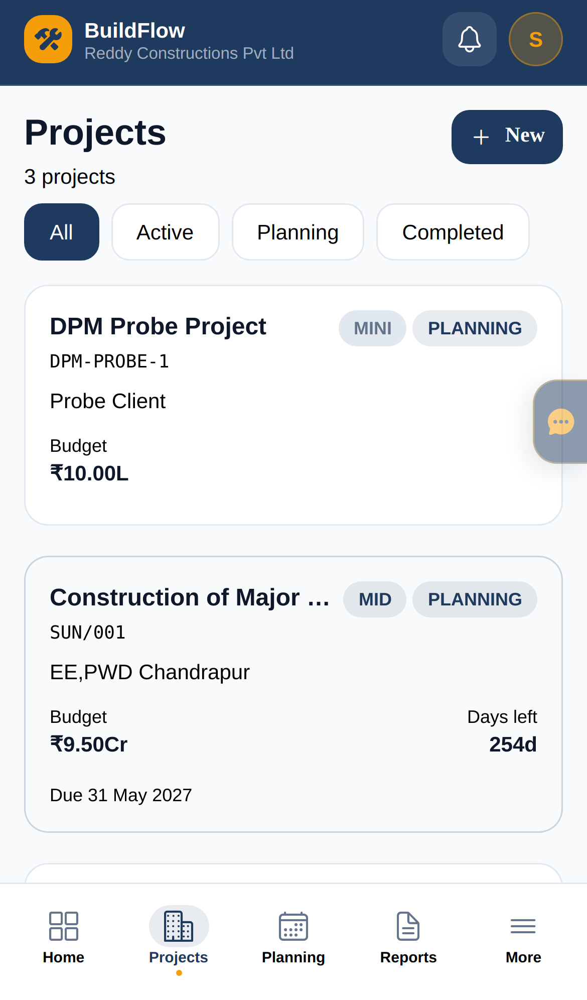 BuildFlow
Reddy Constructions Pvt Ltd
S
Projects
+ New
3 projects
All
Active
Planning
Completed
DPM Probe Project
MINI
PLANNING
DPM-PROBE-1
Probe Client
Budget
₹10.00L
Construction of Major ...
MID
PLANNING
SUN/001
EE,PWD Chandrapur
Budget
Days left
₹9.50Cr
254d
Due 31 May 2027
Home
Projects
Planning
Reports
More